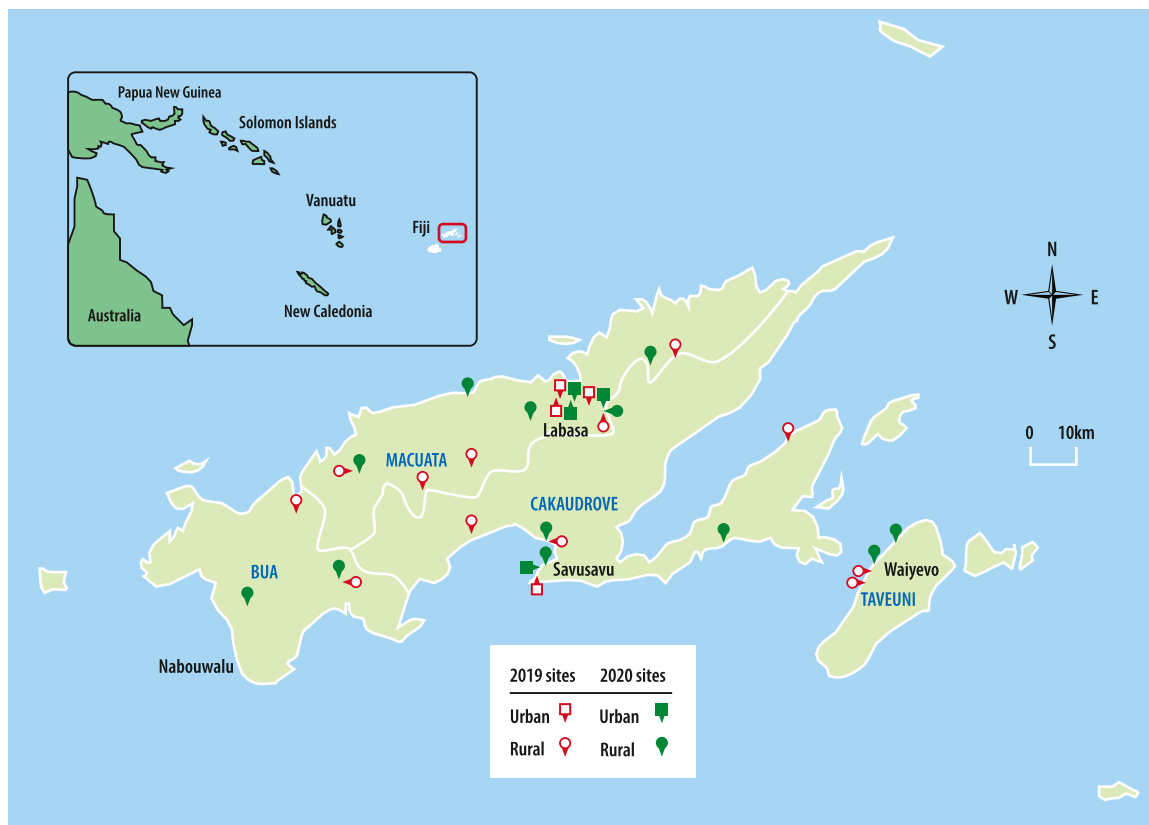 Papua New Guinea
Solomon Islands
Vanuatu
Fiji
New Caledonia
Australia
N
W E
S
0 10km
Labasa
MACUATA
CAKAUDROVE
BUA
Savusavu
Waiyevo
TAVEUNI
Nabouwalu
2019 sites 2020 sites
Urban Urban
Rural Rural